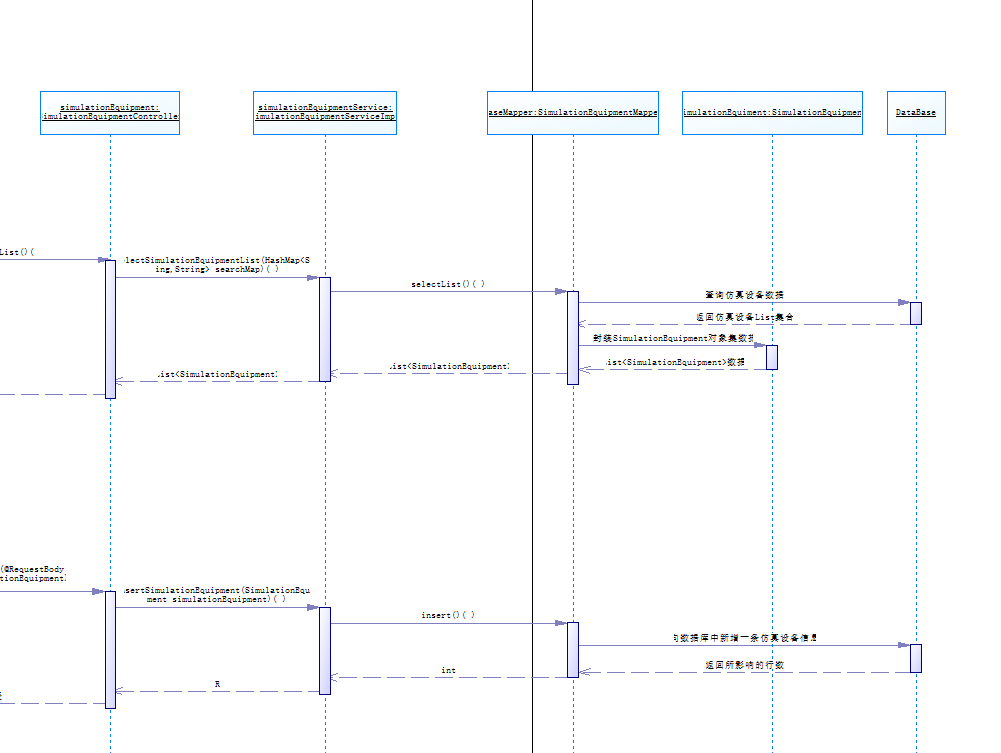 simulationEquipment:
imulationEquipmentControlle
simulationEquipmentService:
imulationEquipmentServiceImp
aseMapper:SimulationEquipmentMappe
imulationEquiment:SimulationEquipmen
DataBase
List()(
lectSimulationEquipmentList(HashMap<S
ing,String> searchMap)( )
selectList()( )
查询仿真设备数据
返回仿真设备List集合
封装SimulationEquipment对象集数据
ist<SimulationEquipment>数据
ist<SimulationEquipment>
ist<SimulationEquipment>
(@RequestBody
tionEquipment)
sertSimulationEquipment(SimulationEqu
ment simulationEquipment)( )
insert()( )
向数据库中新增一条仿真设备信息
返回所影响的行数
int
R